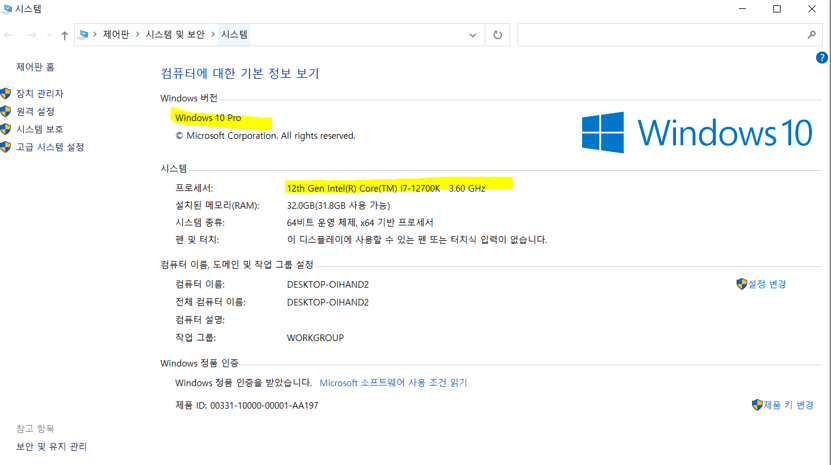 시스템
제어판 > 시스템 및 보안 > 시스템
?
제어판 홈
장치 관리자
원격 설정
시스템 보호
고급 시스템 설정
컴퓨터에 대한 기본 정보 보기
Windows 버전
Windows 10 Pro
© Microsoft Corporation. All rights reserved.
Windows 10
시스템
프로세서: 12th Gen Intel(R) Core(TM) i7-12700K 3.60 GHz
설치된 메모리(RAM): 32.0GB(31.8GB 사용 가능)
시스템 종류: 64비트 운영 체제, x64 기반 프로세서
펜 및 터치: 이 디스플레이에 사용할 수 있는 펜 또는 터치식 입력이 없습니다.
컴퓨터 이름, 도메인 및 작업 그룹 설정
컴퓨터 이름: DESKTOP-OIHAND2 설정 변경
전체 컴퓨터 이름: DESKTOP-OIHAND2
컴퓨터 설명:
작업 그룹: WORKGROUP
Windows 정품 인증
Windows 정품 인증을 받았습니다. Microsoft 소프트웨어 사용 조건 읽기
제품 ID: 00331-10000-00001-AA197 제품 키 변경
참고 항목
보안 및 유지 관리